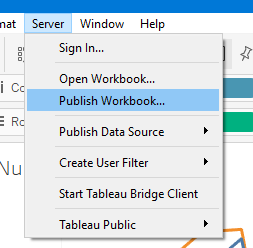 mat Server Window Help
Sign In...
Open Workbook...
Publish Workbook...
Publish Data Source
Create User Filter
Start Tableau Bridge Client
Tableau Public
Co
Ro
Nu